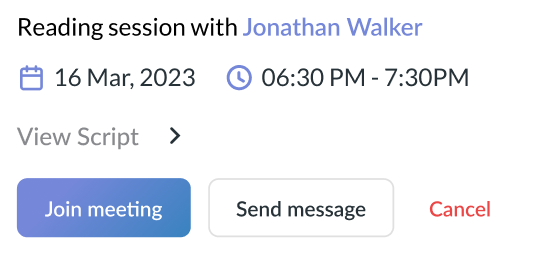 Reading session with Jonathan Walker
16 Mar, 2023 06:30 PM - 7:30PM
View Script
Join meeting Send message Cancel